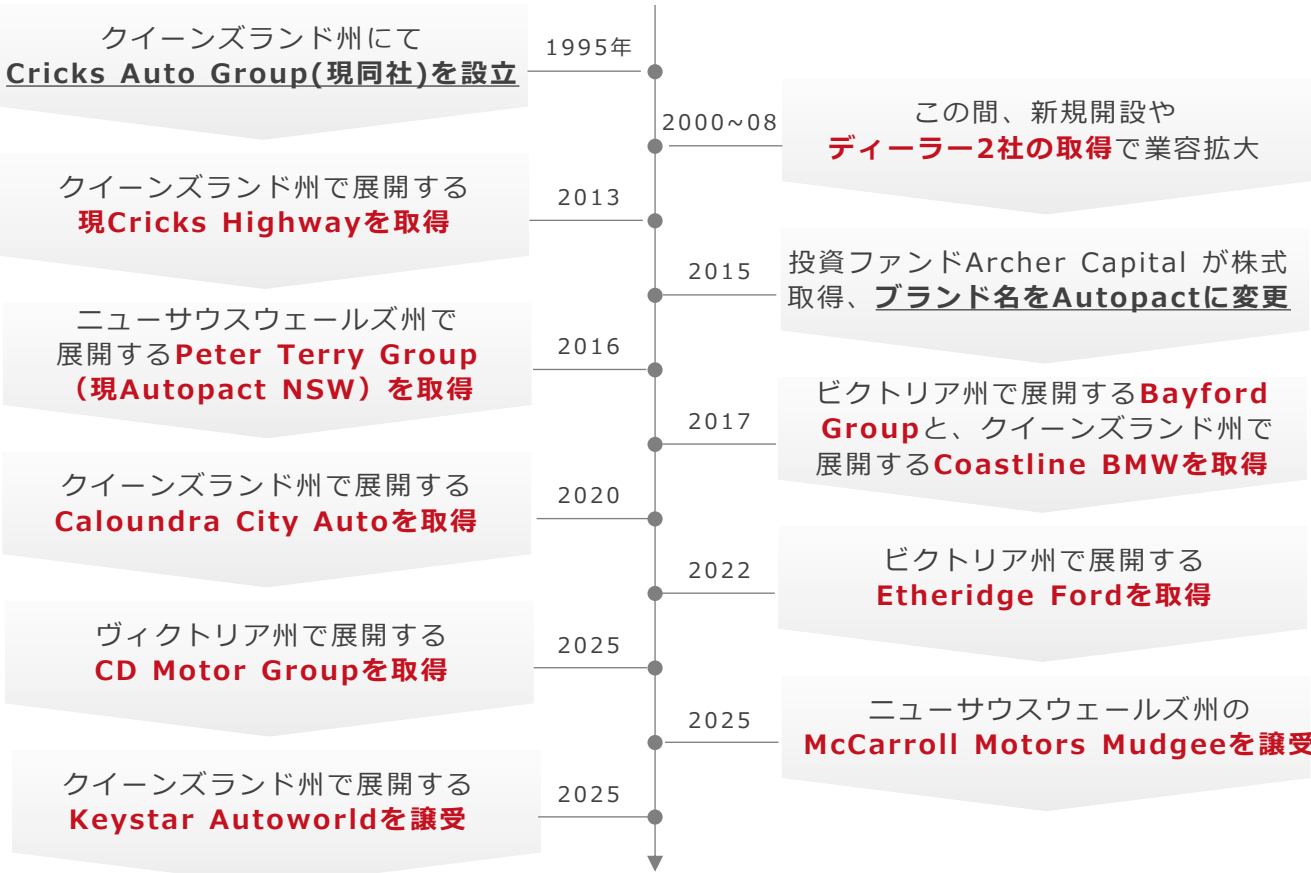 クイーンズランド州にて
Cricks Auto Group(現同社)を設立
1995年
2000~08
この間、新規開設や
ディーラー2社の取得で業容拡大
クイーンズランド州で展開する
現Cricks Highwayを取得
2013
2015
投資ファンドArcher Capital が株式
取得、ブランド名をAutopactに変更
ニューサウスウェールズ州で
展開するPeter Terry Group
（現Autopact NSW）を取得
2016
2017
ビクトリア州で展開するBayford
Groupと、クイーンズランド州で
展開するCoastline BMWを取得
クイーンズランド州で展開する
Caloundra City Autoを取得
2020
2022
ビクトリア州で展開する
Etheridge Fordを取得
ヴィクトリア州で展開する
CD Motor Groupを取得
2025
2025
ニューサウスウェールズ州の
McCarroll Motors Mudgeeを譲受
クイーンズランド州で展開する
Keystar Autoworldを譲受
2025